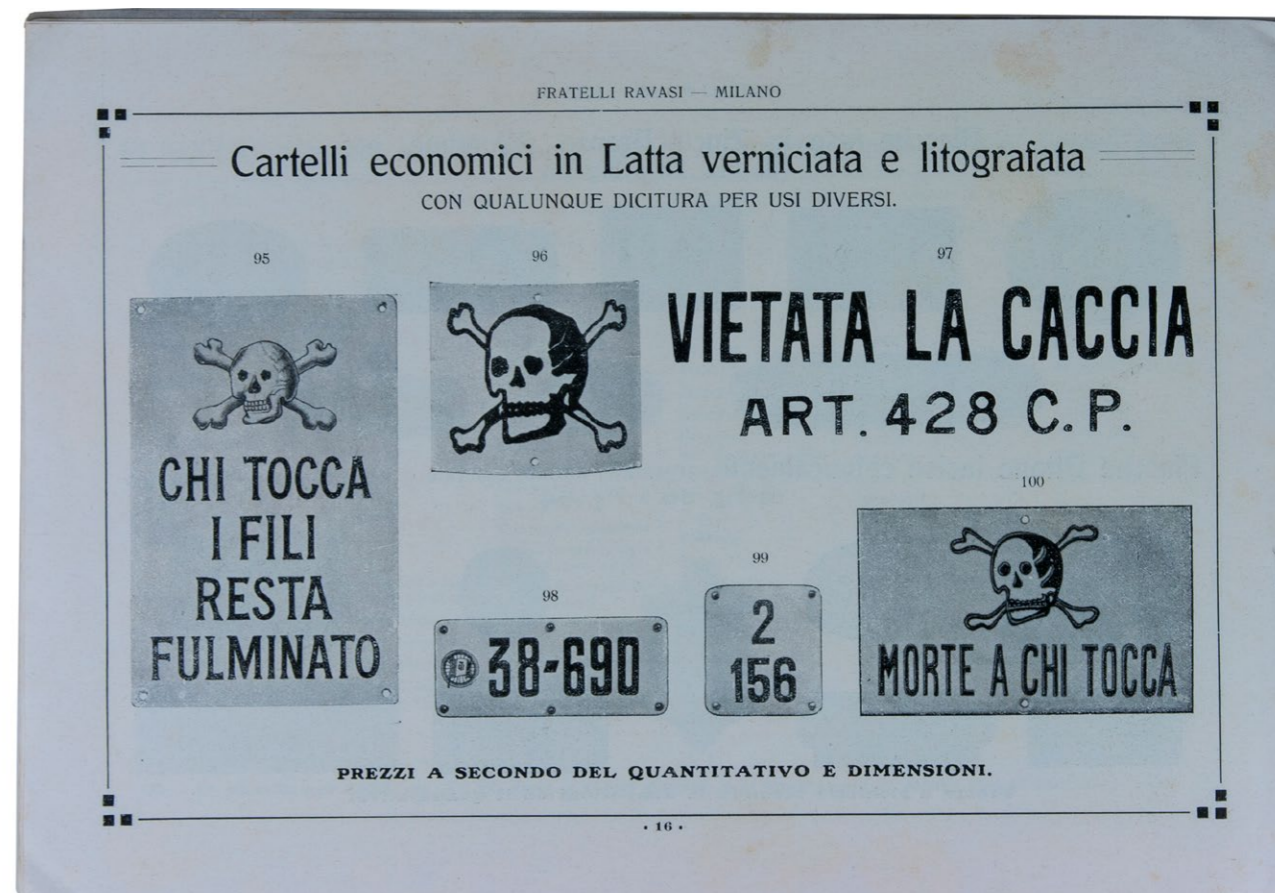 FRATELLI RAVASI — MILANO
Cartelli economici in Latta verniciata e litografata
CON QUALUNQUE DICITURA PER USI DIVERSI.
95
CHI TOCCA
I FILI
RESTA
FULMINATO
96
97
VIETATA LA CACCIA
ART. 428 C.P.
98
38-690
99
2
156
100
MORTE A CHI TOCCA
PREZZI A SECONDO DEL QUANTITATIVO E DIMENSIONI.
• 16 •